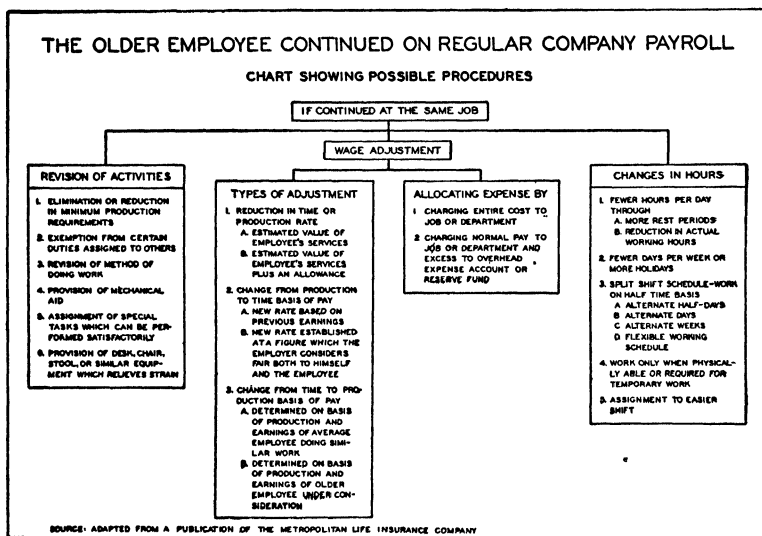 THE OLDER EMPLOYEE CONTINUED ON REGULAR COMPANY PAYROLL
CHART SHOWING POSSIBLE PROCEDURES
IF CONTINUED AT THE SAME JOB
WAGE ADJUSTMENT
REVISION OF ACTIVITIES
1. ELIMINATION OR REDUCTION
IN MINIMUM PRODUCTION
REQUIREMENTS
2. EXEMPTION FROM CERTAIN
DUTIES ASSIGNED TO OTHERS
3. REVISION OF METHOD OF
DOING WORK
4. PROVISION OF MECHANICAL
AID
5. ASSIGNMENT OF SPECIAL
TASKS WHICH CAN BE PER-
FORMED SATISFACTORILY
6. PROVISION OF DESK, CHAIR,
STOOL, OR SIMILAR EQUIP-
MENT WHICH RELIEVES STRAIN
TYPES OF ADJUSTMENT
1. REDUCTION IN TIME OR
PRODUCTION RATE
A. ESTIMATED VALUE OF
EMPLOYEE'S SERVICES
B. ESTIMATED VALUE OF
EMPLOYEE'S SERVICES
PLUS AN ALLOWANCE
2. CHANGE FROM PRODUCTION
TO TIME BASIS OF PAY
A. NEW RATE BASED ON
PREVIOUS EARNINGS
B. NEW RATE ESTABLISHED
AT A FIGURE WHICH THE
EMPLOYER CONSIDERS
FAIR BOTH TO HIMSELF
AND THE EMPLOYEE
3. CHANGE FROM TIME TO PRO-
DUCTION BASIS OF PAY
A. DETERMINED ON BASIS
OF PRODUCTION AND
EARNINGS OF AVERAGE
EMPLOYEE DOING SIMI-
LAR WORK
B. DETERMINED ON BASIS
OF PRODUCTION AND
EARNINGS OF OLDER
EMPLOYEE UNDER CON-
SIDERATION
ALLOCATING EXPENSE BY
1 CHARGING ENTIRE COST TO
JOB OR DEPARTMENT
2 CHARGING NORMAL PAY TO
JOB OR DEPARTMENT AND
EXCESS TO OVERHEAD
EXPENSE ACCOUNT OR
RESERVE FUND
CHANGES IN HOURS
1. FEWER HOURS PER DAY
THROUGH
A. MORE REST PERIODS
B. REDUCTION IN ACTUAL
WORKING HOURS
2. FEWER DAYS PER WEEK OR
MORE HOLIDAYS
3. SPLIT SHIFT SCHEDULE-WORK
ON HALF TIME BASIS
A ALTERNATE HALF-DAYS
B ALTERNATE DAYS
C ALTERNATE WEEKS
D FLEXIBLE WORKING
SCHEDULE
4. WORK ONLY WHEN PHYSICAL-
LY ABLE OR REQUIRED FOR
TEMPORARY WORK
5. ASSIGNMENT TO EASIER
SHIFT
SOURCE: ADAPTED FROM A PUBLICATION OF THE METROPOLITAN LIFE INSURANCE COMPANY